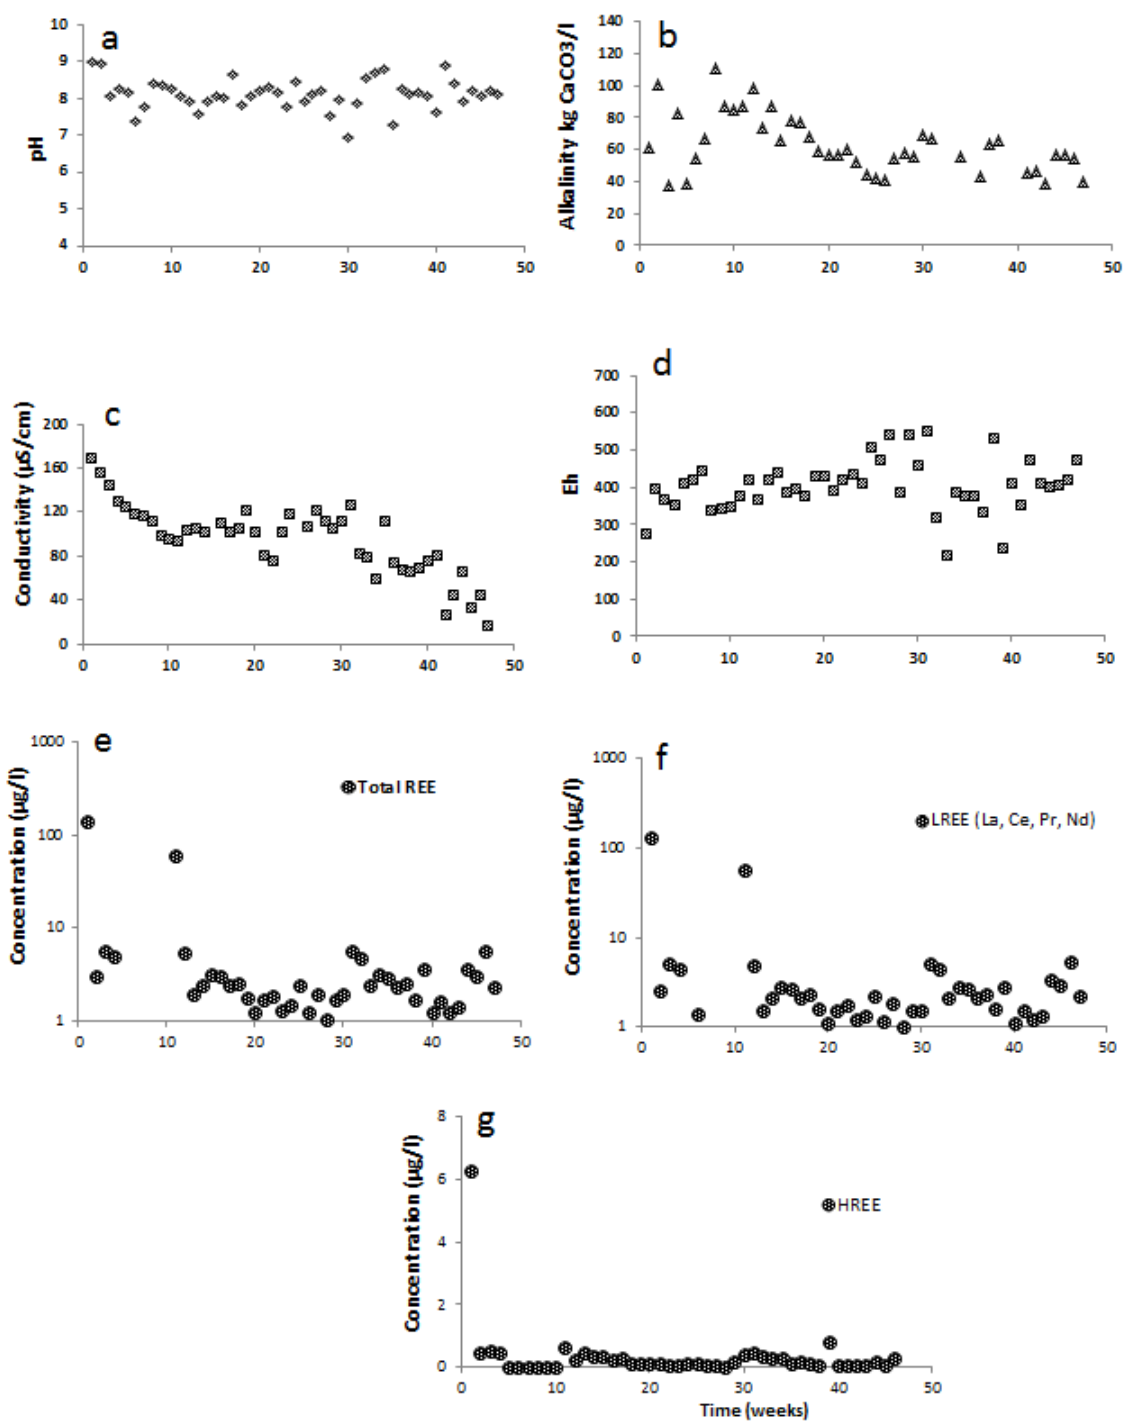 a
pH
10
9
8
7
6
5
4
0 10 20 30 40 50
b
Alkalinity kg CaCO3/l
140
120
100
80
60
40
20
0
0 10 20 30 40 50
c
Conductivity (µS/cm)
200
160
120
80
40
0
0 10 20 30 40 50
d
Eh
700
600
500
400
300
200
100
0
0 10 20 30 40 50
e
Concentration (µg/l)
1000
100
10
1
0 10 20 30 40 50
Total REE
f
Concentration (µg/l)
1000
100
10
1
0 10 20 30 40 50
LREE (La, Ce, Pr, Nd)
g
Concentration (µg/l)
8
6
4
2
0
0 10 20 30 40 50
HREE
Time (weeks)